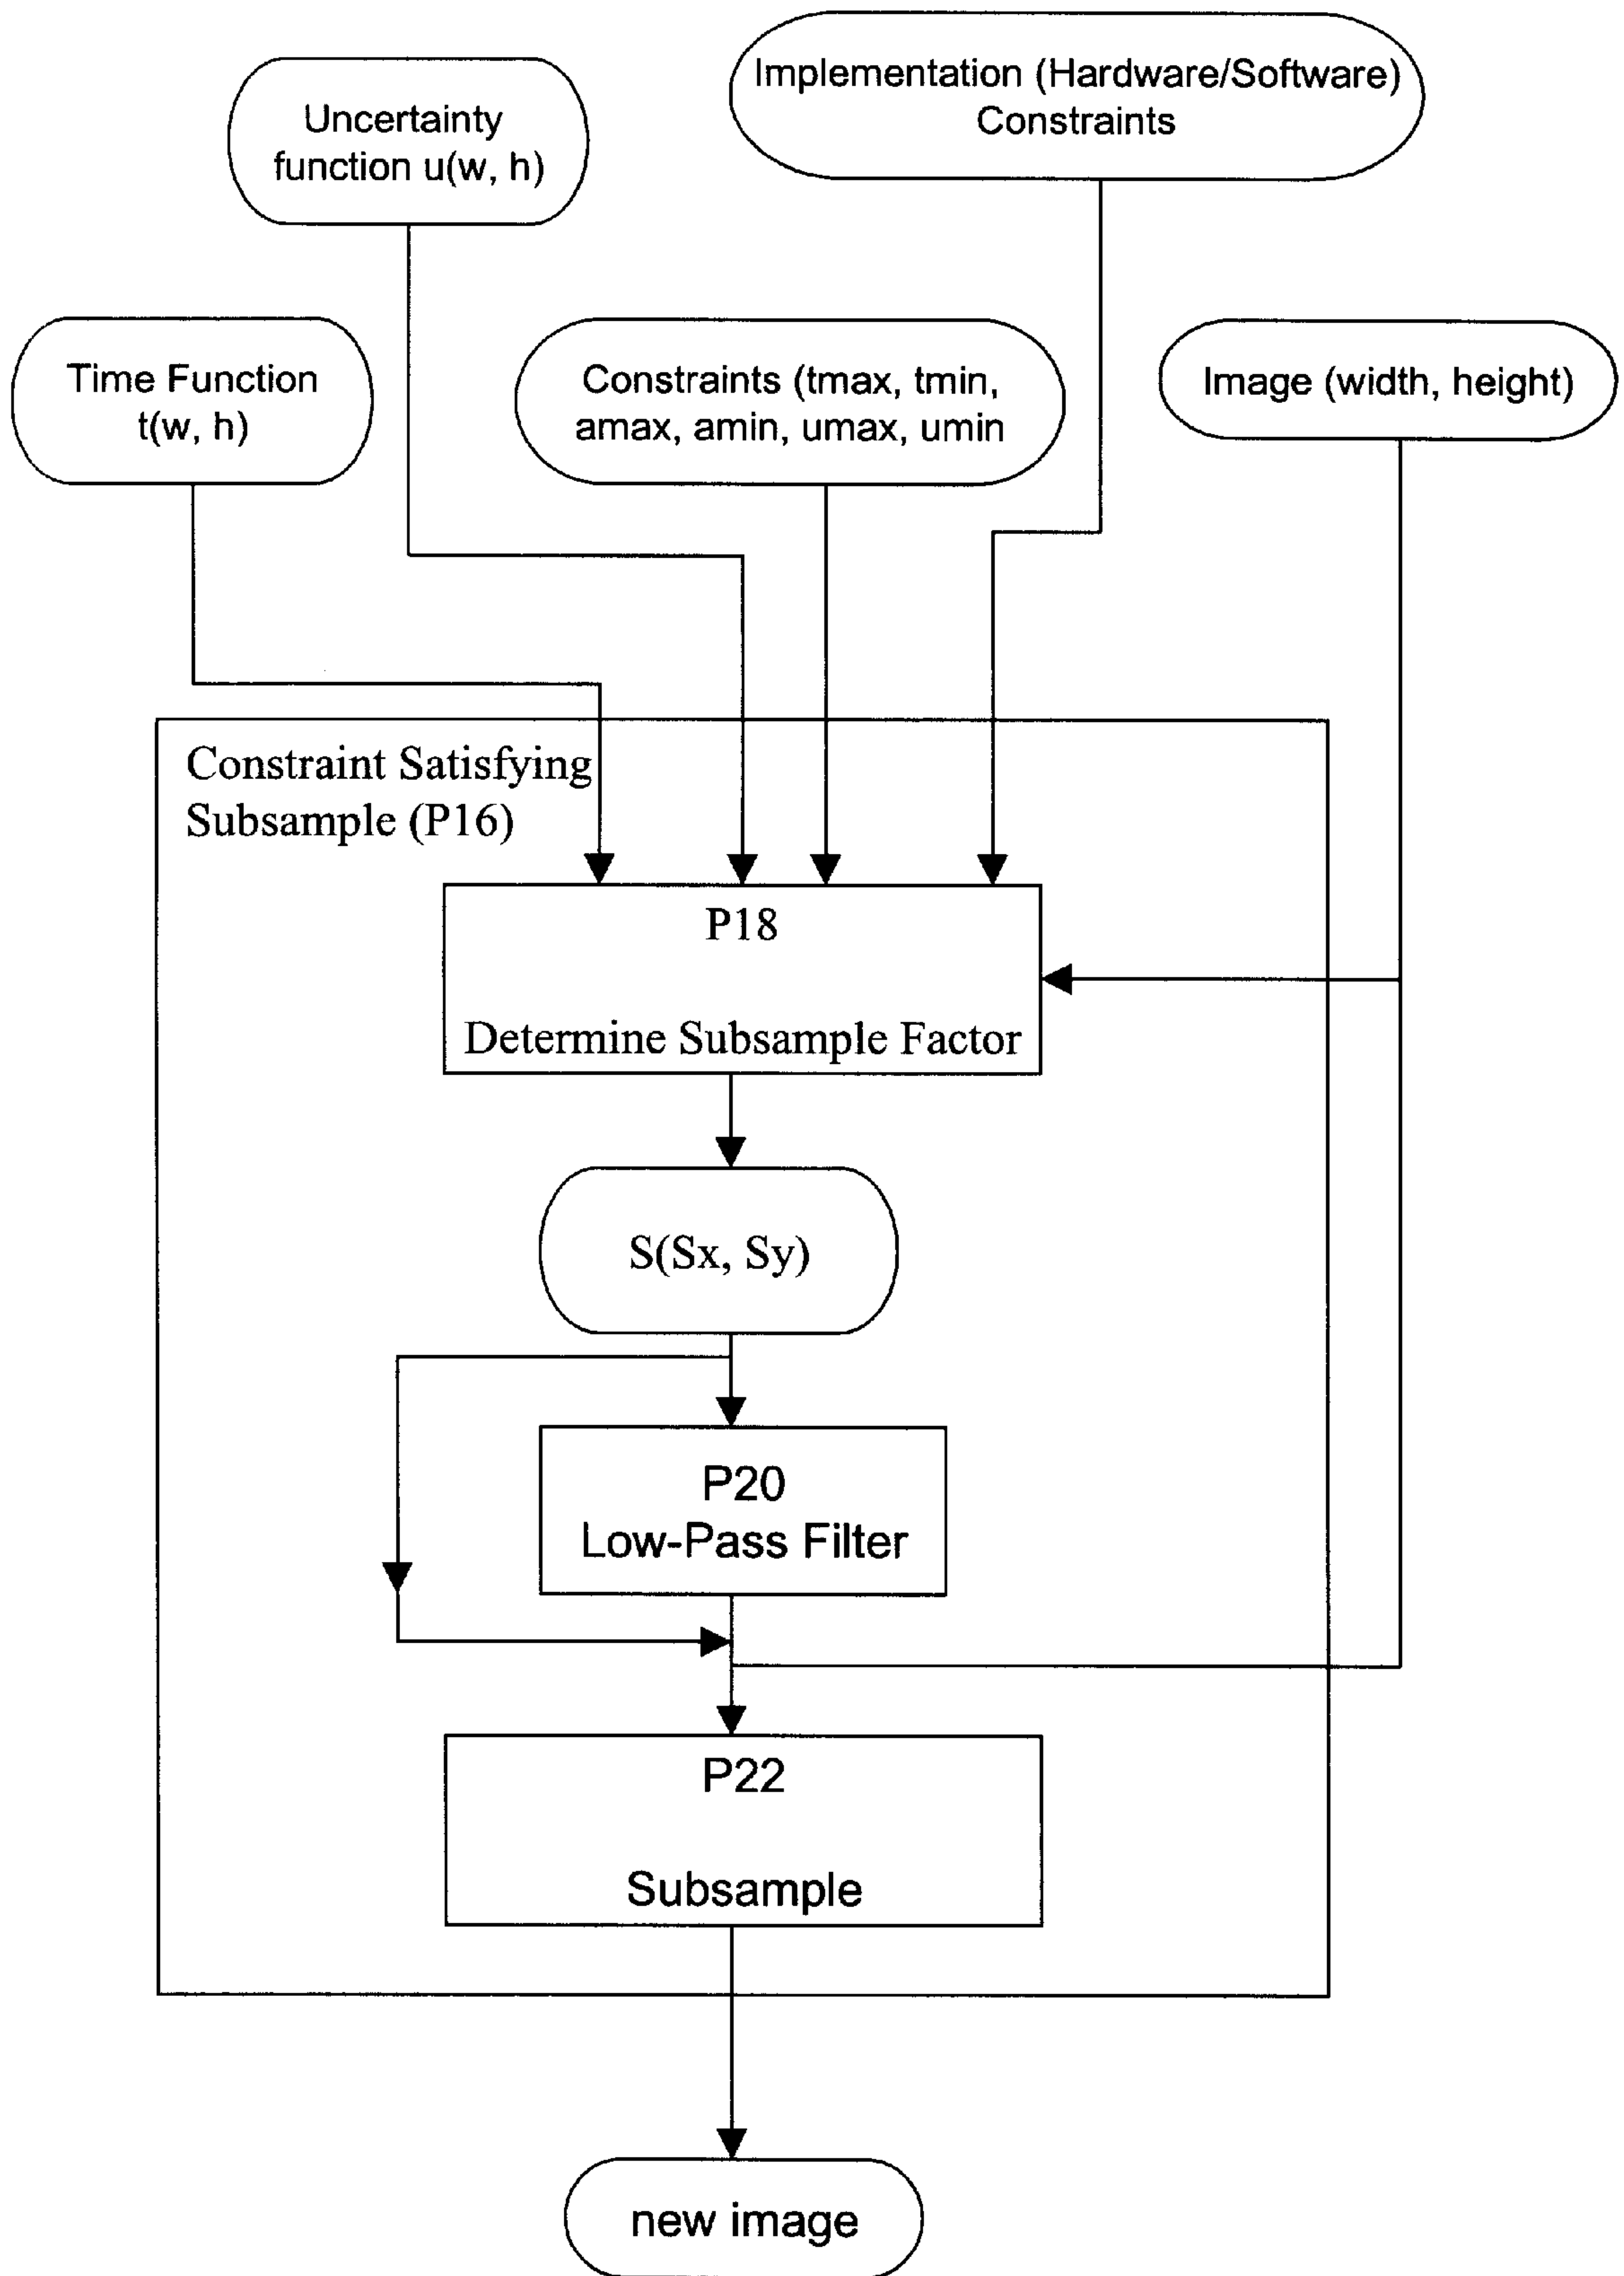 Implementation (Hardware/Software)
Constraints
Uncertainty
function u(w, h)
Time Function
t(w, h)
Constraints (tmax, tmin,
amax, amin, umax, umin
Image (width, height)
Constraint Satisfying
Subsample (P16)
P18
Determine Subsample Factor
S(Sx, Sy)
P20
Low-Pass Filter
P22
Subsample
new image